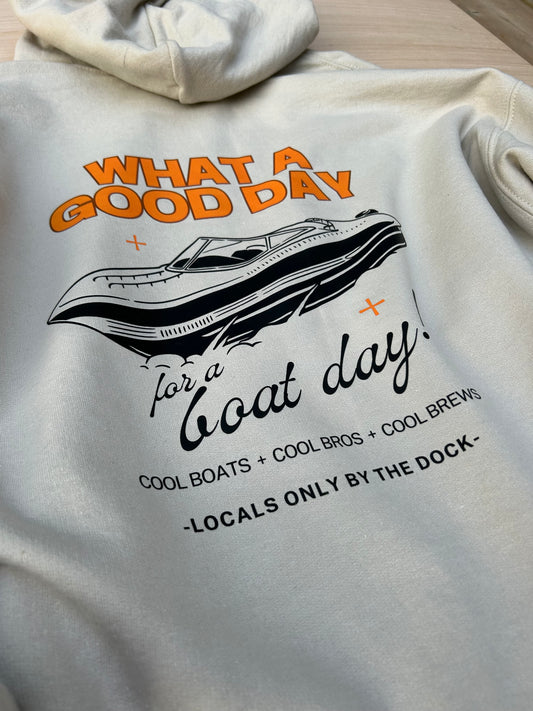 WHAT A
GOOD DAY
for a
boat day!
COOL BOATS + COOL BROS + COOL BREWS
-LOCALS ONLY BY THE DOCK-